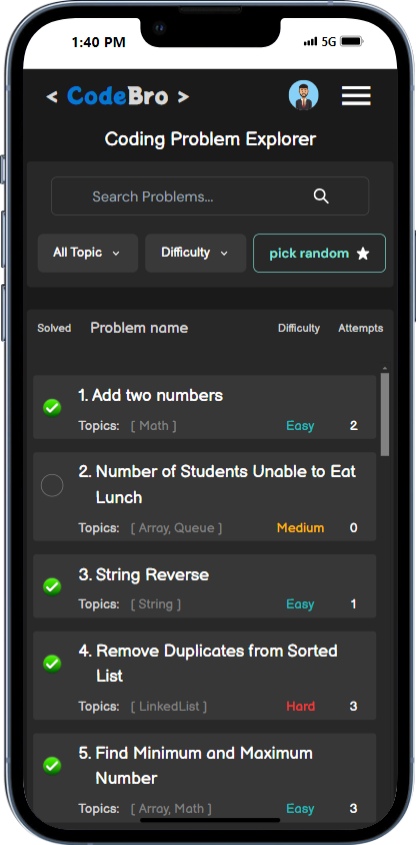 1:40 PM 5G
< CodeBro >
Coding Problem Explorer
Search Problems...
All Topic Difficulty pick random
Solved Problem name Difficulty Attempts
1. Add two numbers
Topics: [ Math ] Easy 2
2. Number of Students Unable to Eat
Lunch
Topics: [ Array, Queue ] Medium 0
3. String Reverse
Topics: [ String ] Easy 1
4. Remove Duplicates from Sorted
List
Topics: [ LinkedList ] Hard 3
5. Find Minimum and Maximum
Number
Topics: [ Array, Math ] Easy 3